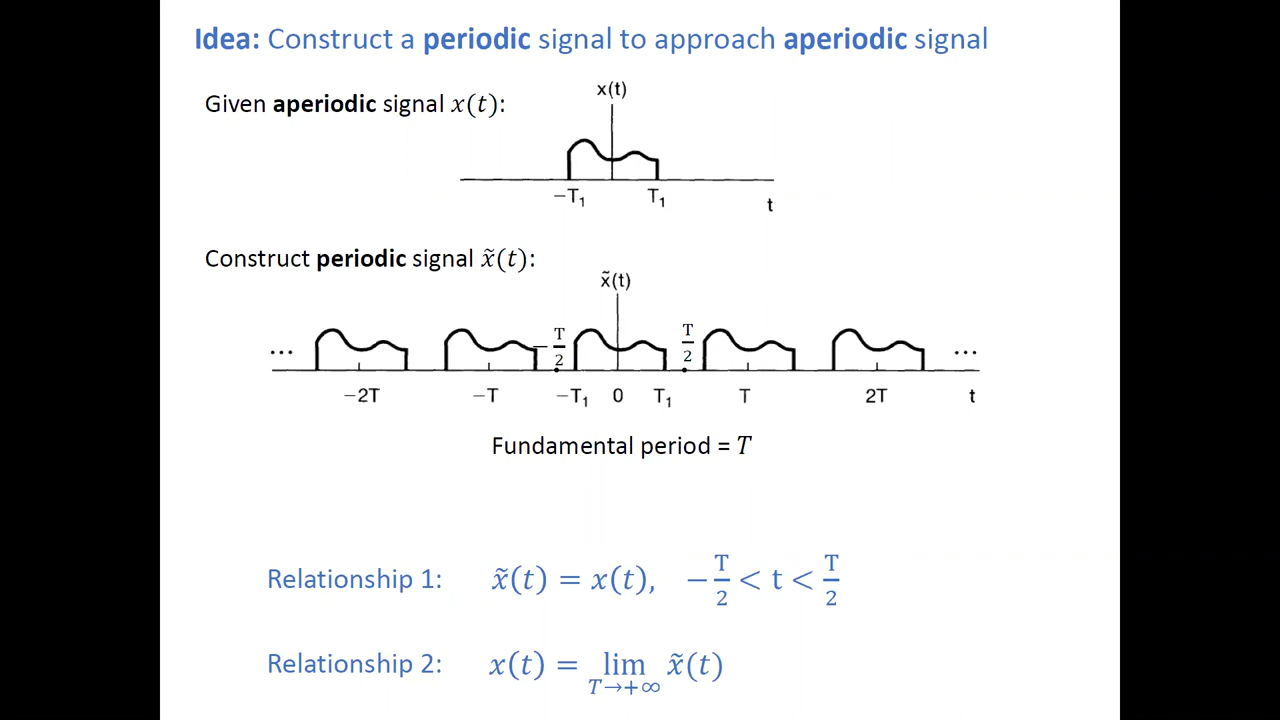 Idea: Construct a periodic signal to approach aperiodic signal
Given aperiodic signal x(t):
x(t)
−T₁ T₁ t
Construct periodic signal x̃(t):
x̃(t)
... −T/2 T/2 ...
−2T −T −T₁ 0 T₁ T 2T t
Fundamental period = T
Relationship 1: x̃(t) = x(t), −T/2 < t < T/2
Relationship 2: x(t) = lim T→+∞ x̃(t)